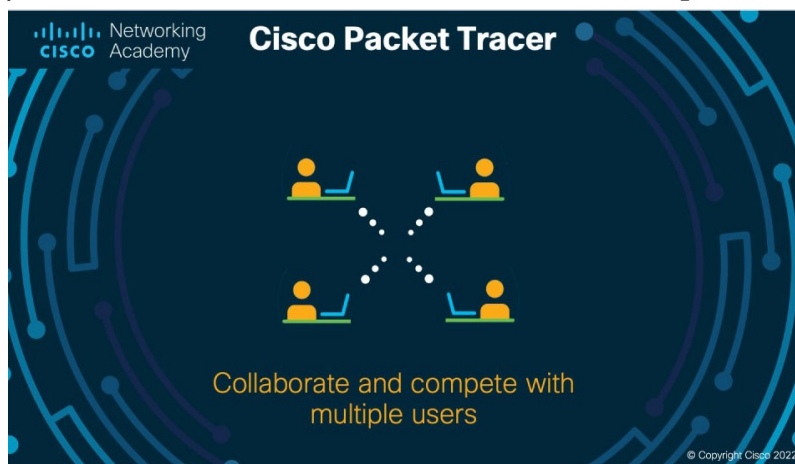 Networking
CISCO Academy
Cisco Packet Tracer
Collaborate and compete with
multiple users
© Copyright Cisco 2022